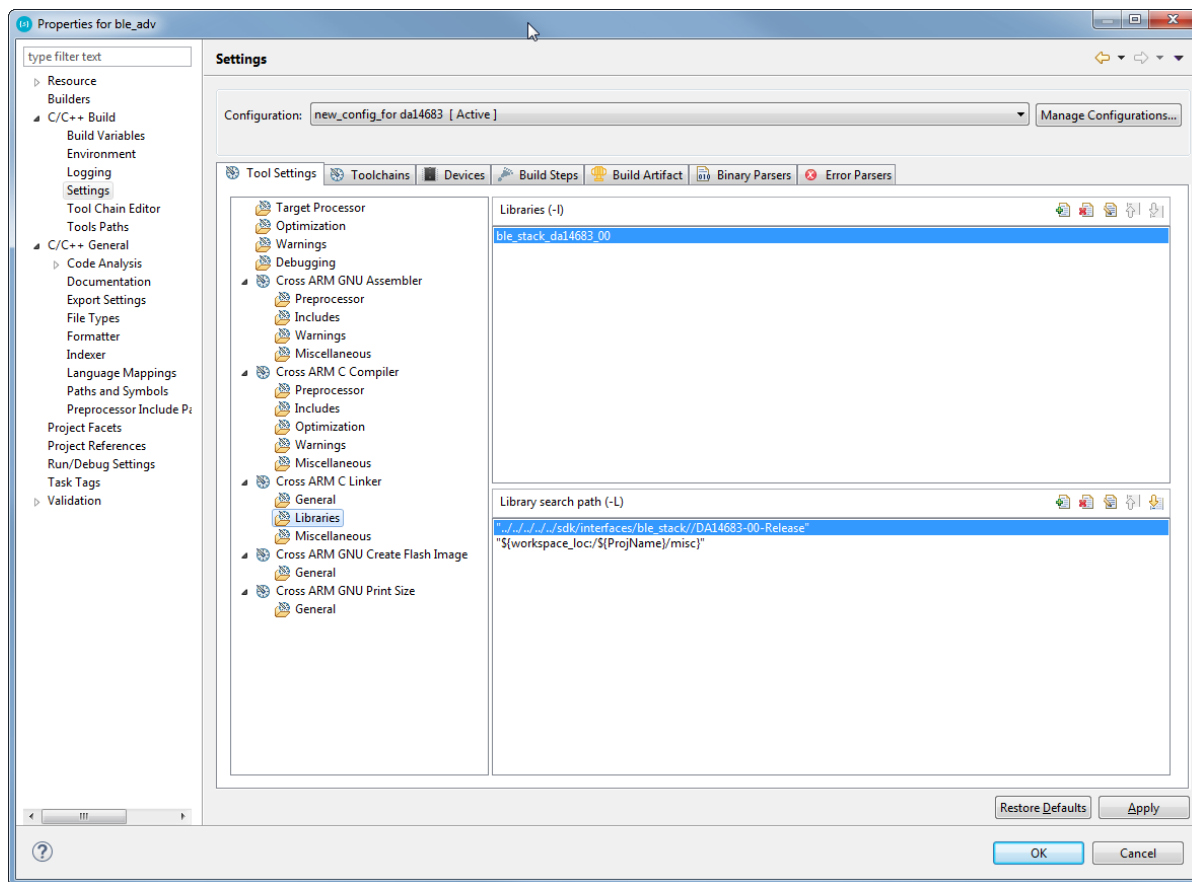 Properties for ble_adv
type filter text
Resource
Builders
C/C++ Build
Build Variables
Environment
Logging
Settings
Tool Chain Editor
Tools Paths
C/C++ General
Code Analysis
Documentation
Export Settings
File Types
Formatter
Indexer
Language Mappings
Paths and Symbols
Preprocessor Include Pa
Project Facets
Project References
Run/Debug Settings
Task Tags
Validation
Settings
Configuration: new_config_for da14683 [ Active ] Manage Configurations...
Tool Settings Toolchains Devices Build Steps Build Artifact Binary Parsers Error Parsers
Target Processor
Optimization
Warnings
Debugging
Cross ARM GNU Assembler
Preprocessor
Includes
Warnings
Miscellaneous
Cross ARM C Compiler
Preprocessor
Includes
Optimization
Warnings
Miscellaneous
Cross ARM C Linker
General
Libraries
Miscellaneous
Cross ARM GNU Create Flash Image
General
Cross ARM GNU Print Size
General
Libraries (-l)
ble_stack_da14683_00
Library search path (-L)
"../../../../../sdk/interfaces/ble_stack//DA14683-00-Release"
"${workspace_loc:/${ProjName}/misc}"
Restore Defaults Apply
OK Cancel